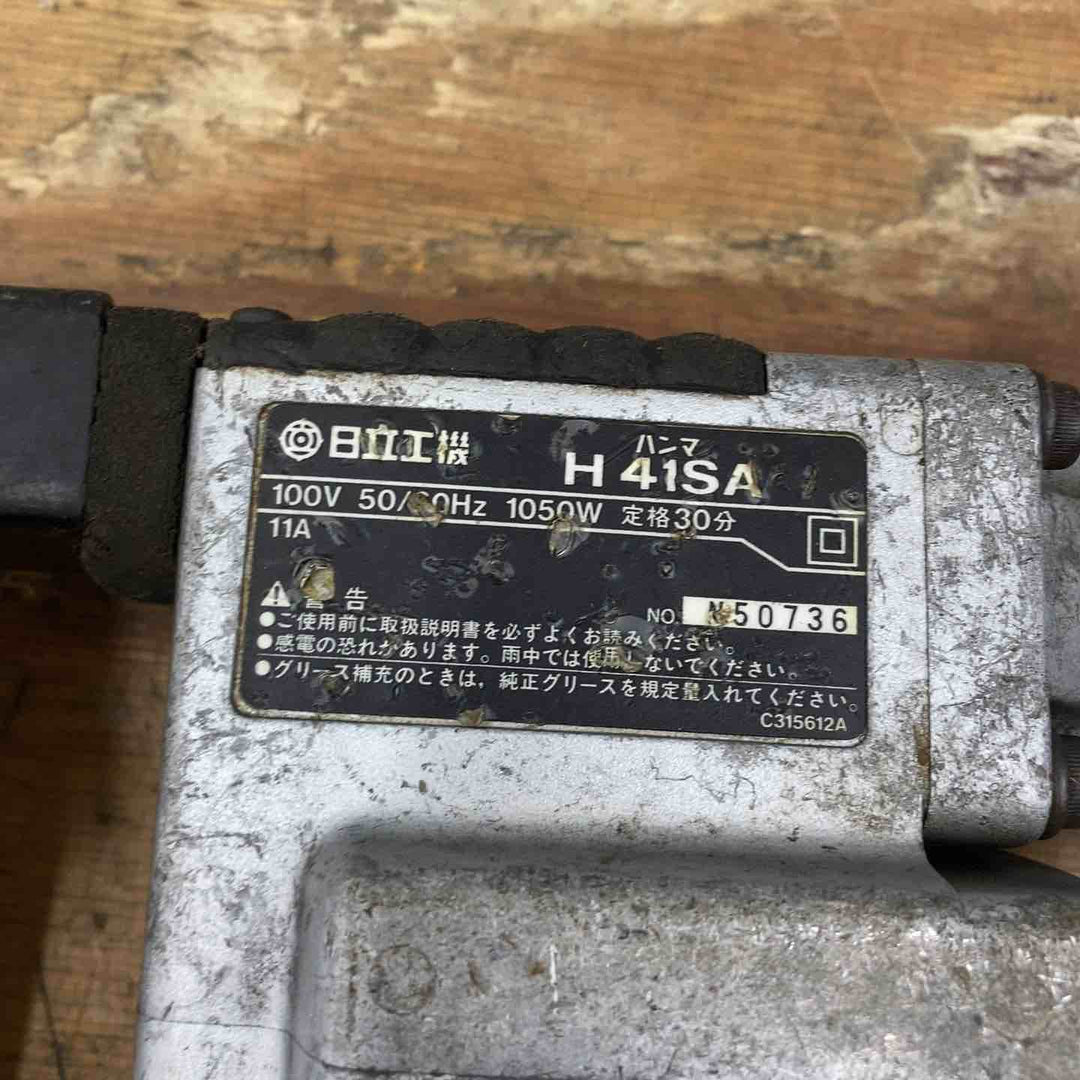 日立工機
ハンマ
H 41SA
100V 50/60Hz 1050W 定格30分
11A
警告
NO. N50736
●ご使用前に取扱説明書を必ずよくお読みください。
●感電の恐れがあります。雨中では使用しないでください。
●グリース補充のときは，純正グリースを規定量入れてください。
C315612A